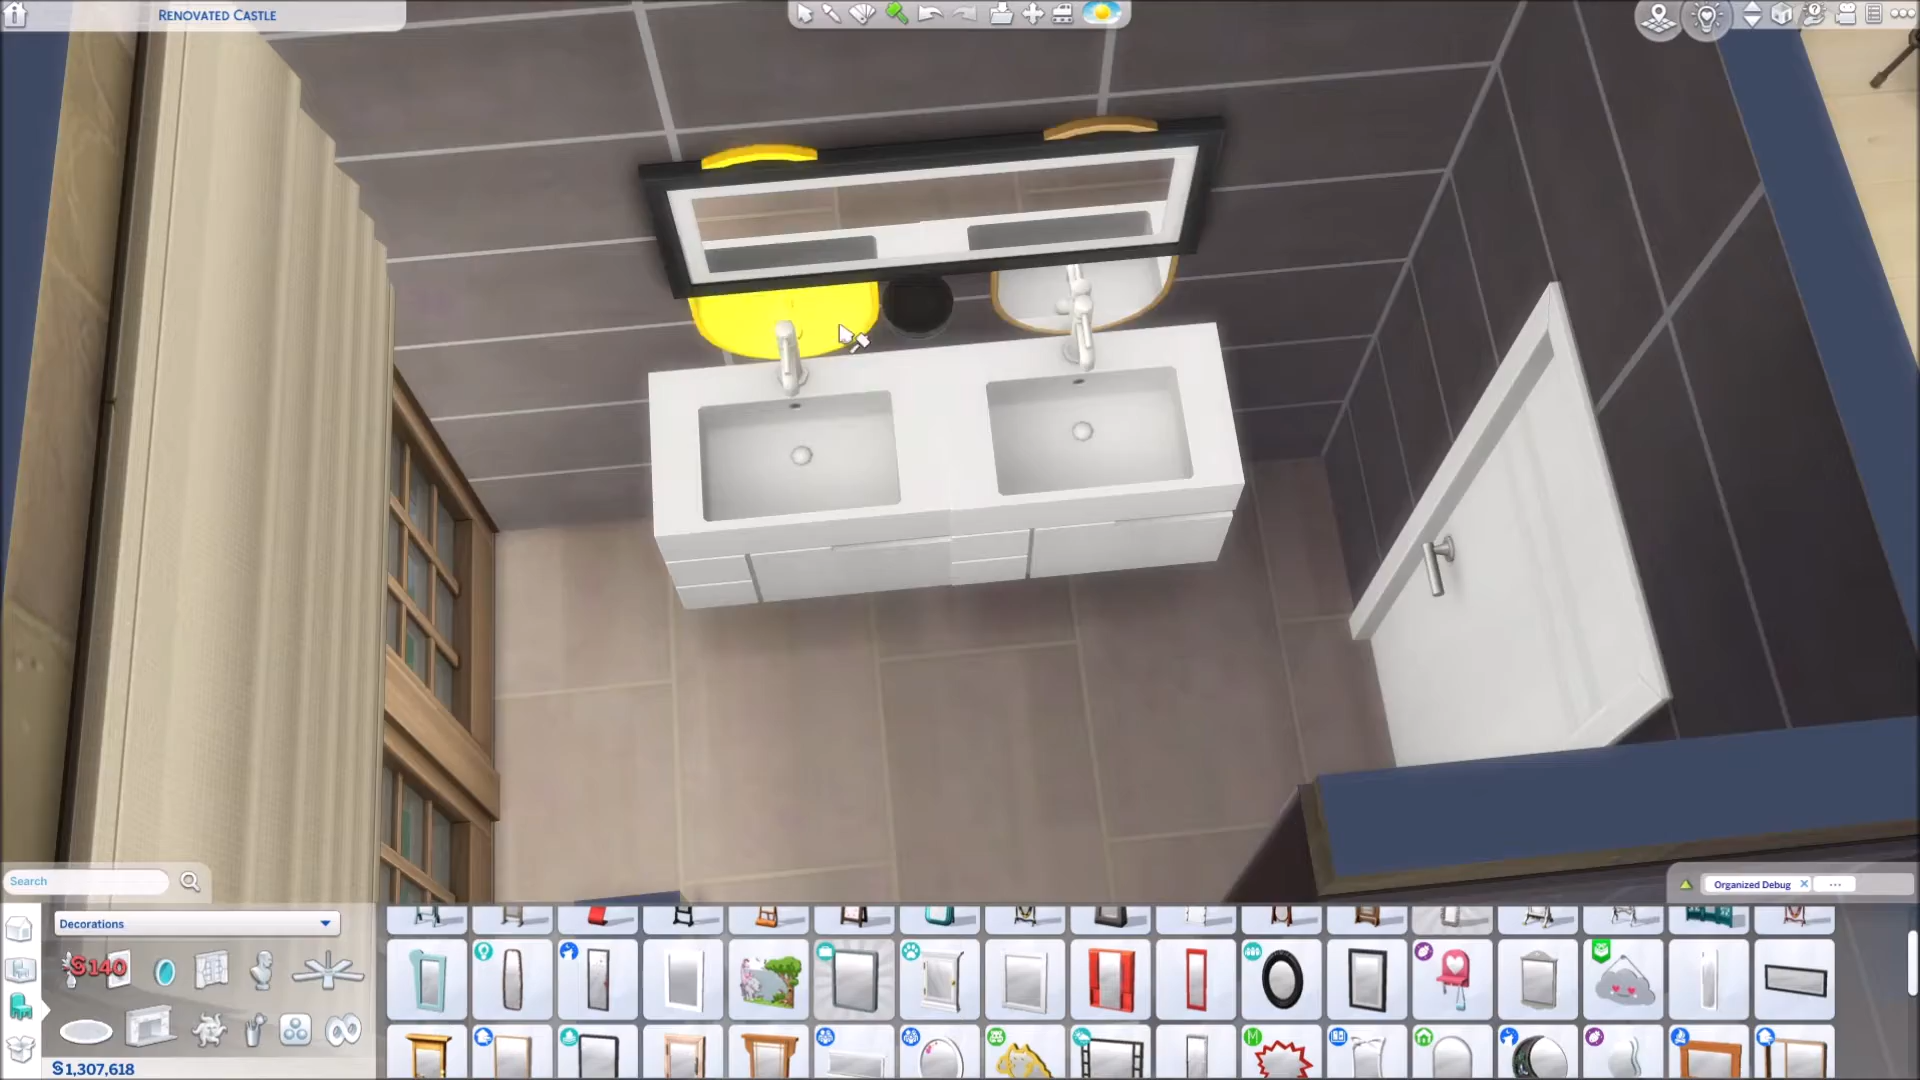 RENOVATED CASTLE
Search
Organized Debug
Decorations
$140
$1,307,618
M